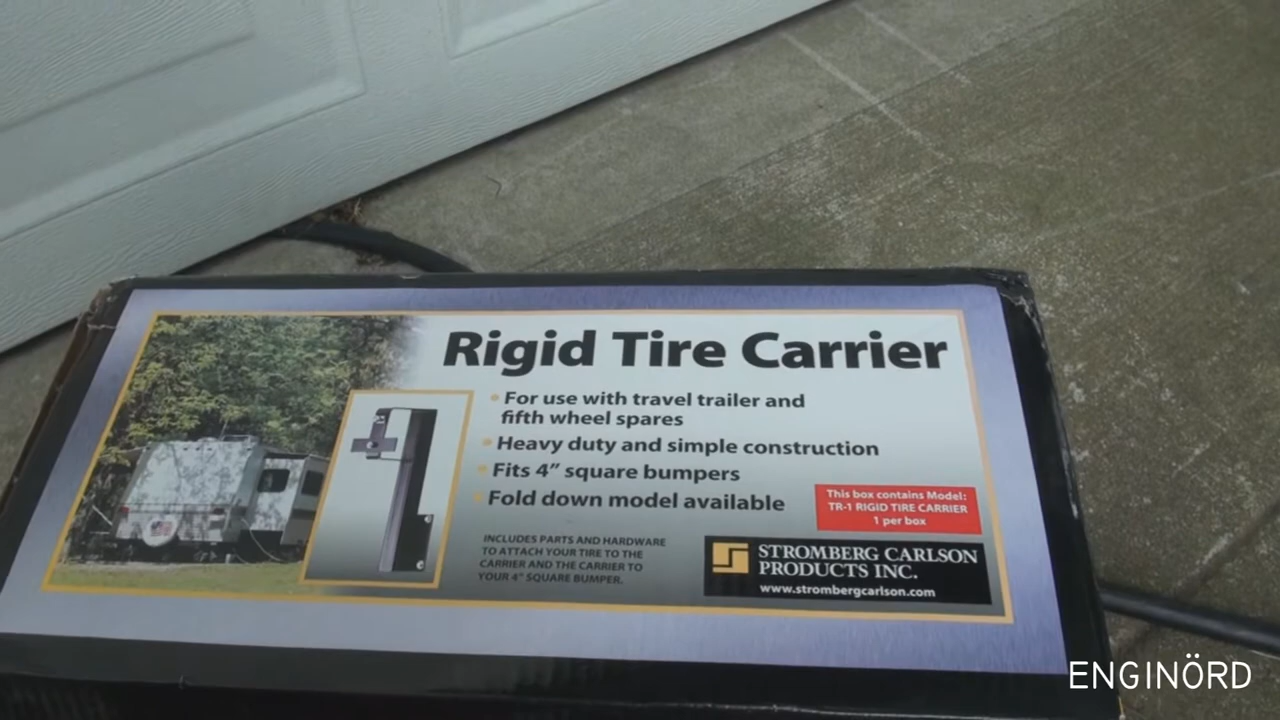 Rigid Tire Carrier
For use with travel trailer and
fifth wheel spares
Heavy duty and simple construction
Fits 4" square bumpers
Fold down model available
This box contains Model:
TR-1 RIGID TIRE CARRIER
1 per box
INCLUDES PARTS AND HARDWARE
TO ATTACH YOUR TIRE TO THE
CARRIER AND THE CARRIER TO
YOUR 4" SQUARE BUMPER.
STROMBERG CARLSON
PRODUCTS INC.
www.strombergcarlson.com
ENGINÖRD